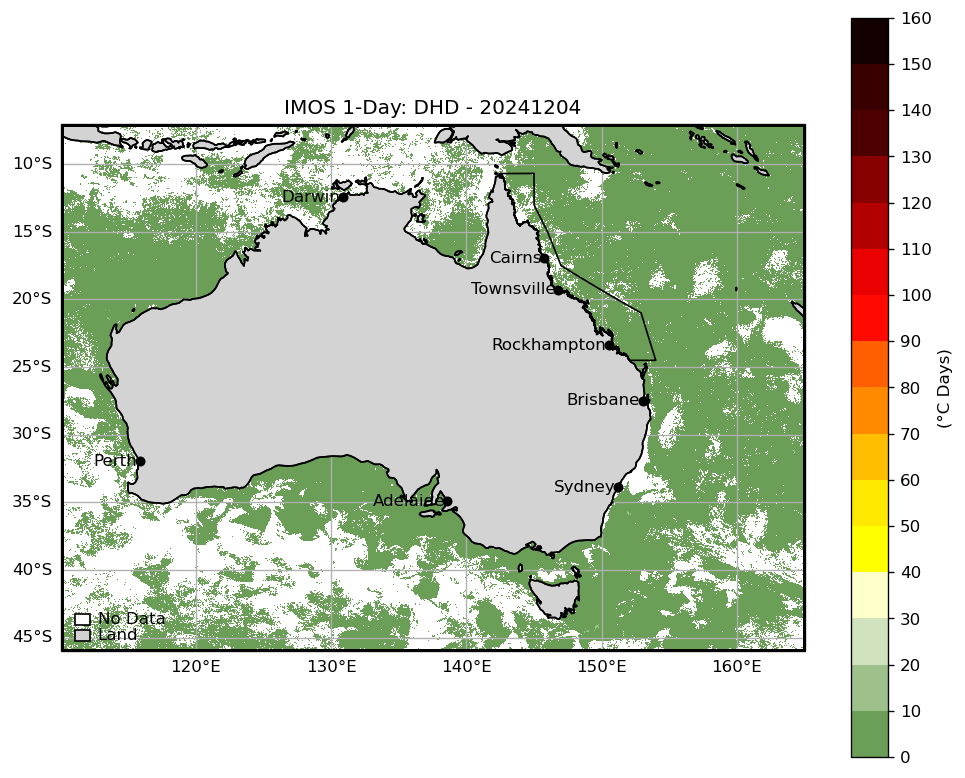 IMOS 1-Day: DHD - 20241204
10°S
15°S
20°S
25°S
30°S
35°S
40°S
45°S
Darwin
Cairns
Townsville
Rockhampton
Brisbane
Perth
Adelaide
Sydney
No Data
Land
120°E
130°E
140°E
150°E
160°E
160
150
140
130
120
110
100
90
80
70
60
50
40
30
20
10
0
(°C Days)